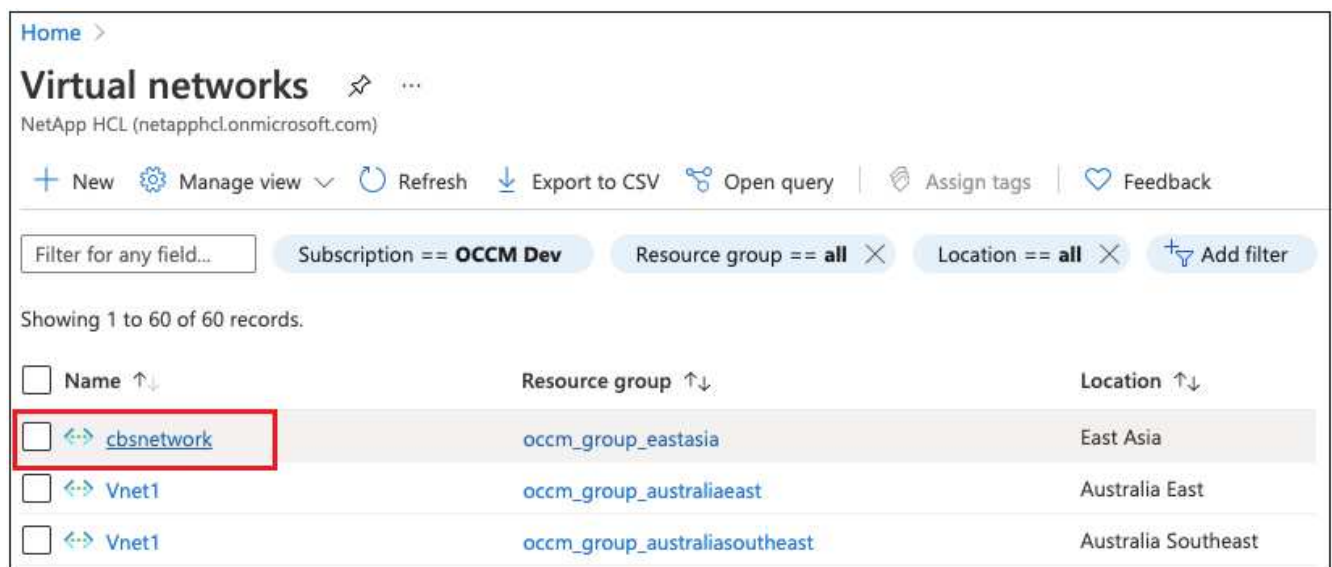 Home >
Virtual networks ...
NetApp HCL (netapphcl.onmicrosoft.com)
New Manage view Refresh Export to CSV Open query Assign tags Feedback
Filter for any field... Subscription == OCCM Dev Resource group == all Location == all Add filter
Showing 1 to 60 of 60 records.
Name ↑↓ Resource group ↑↓ Location ↑↓
cbsnetwork occm_group_eastasia East Asia
Vnet1 occm_group_australiaeast Australia East
Vnet1 occm_group_australiasoutheast Australia Southeast